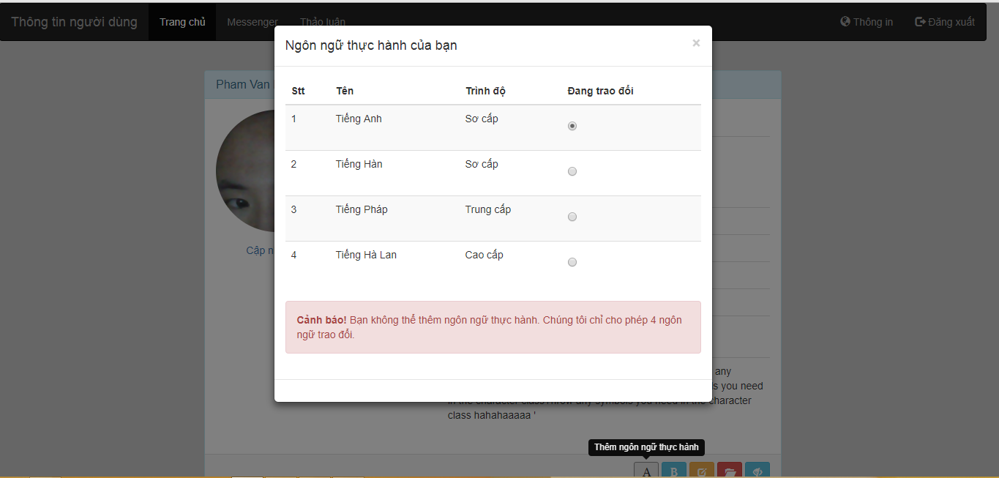 Thông tin người dùng Trang chủ Messenger Thảo luận Thông in Đăng xuất
Ngôn ngữ thực hành của bạn ×
Pham Van
Stt Tên Trình độ Đang trao đổi
1 Tiếng Anh Sơ cấp
2 Tiếng Hàn Sơ cấp
3 Tiếng Pháp Trung cấp
Cập
4 Tiếng Hà Lan Cao cấp
Cảnh báo! Bạn không thể thêm ngôn ngữ thực hành. Chúng tôi chỉ cho phép 4 ngôn
ngữ trao đổi.
any
you need
in the character class Throw any symbols you need in the character
class hahahaaaaa '
Thêm ngôn ngữ thực hành
A B